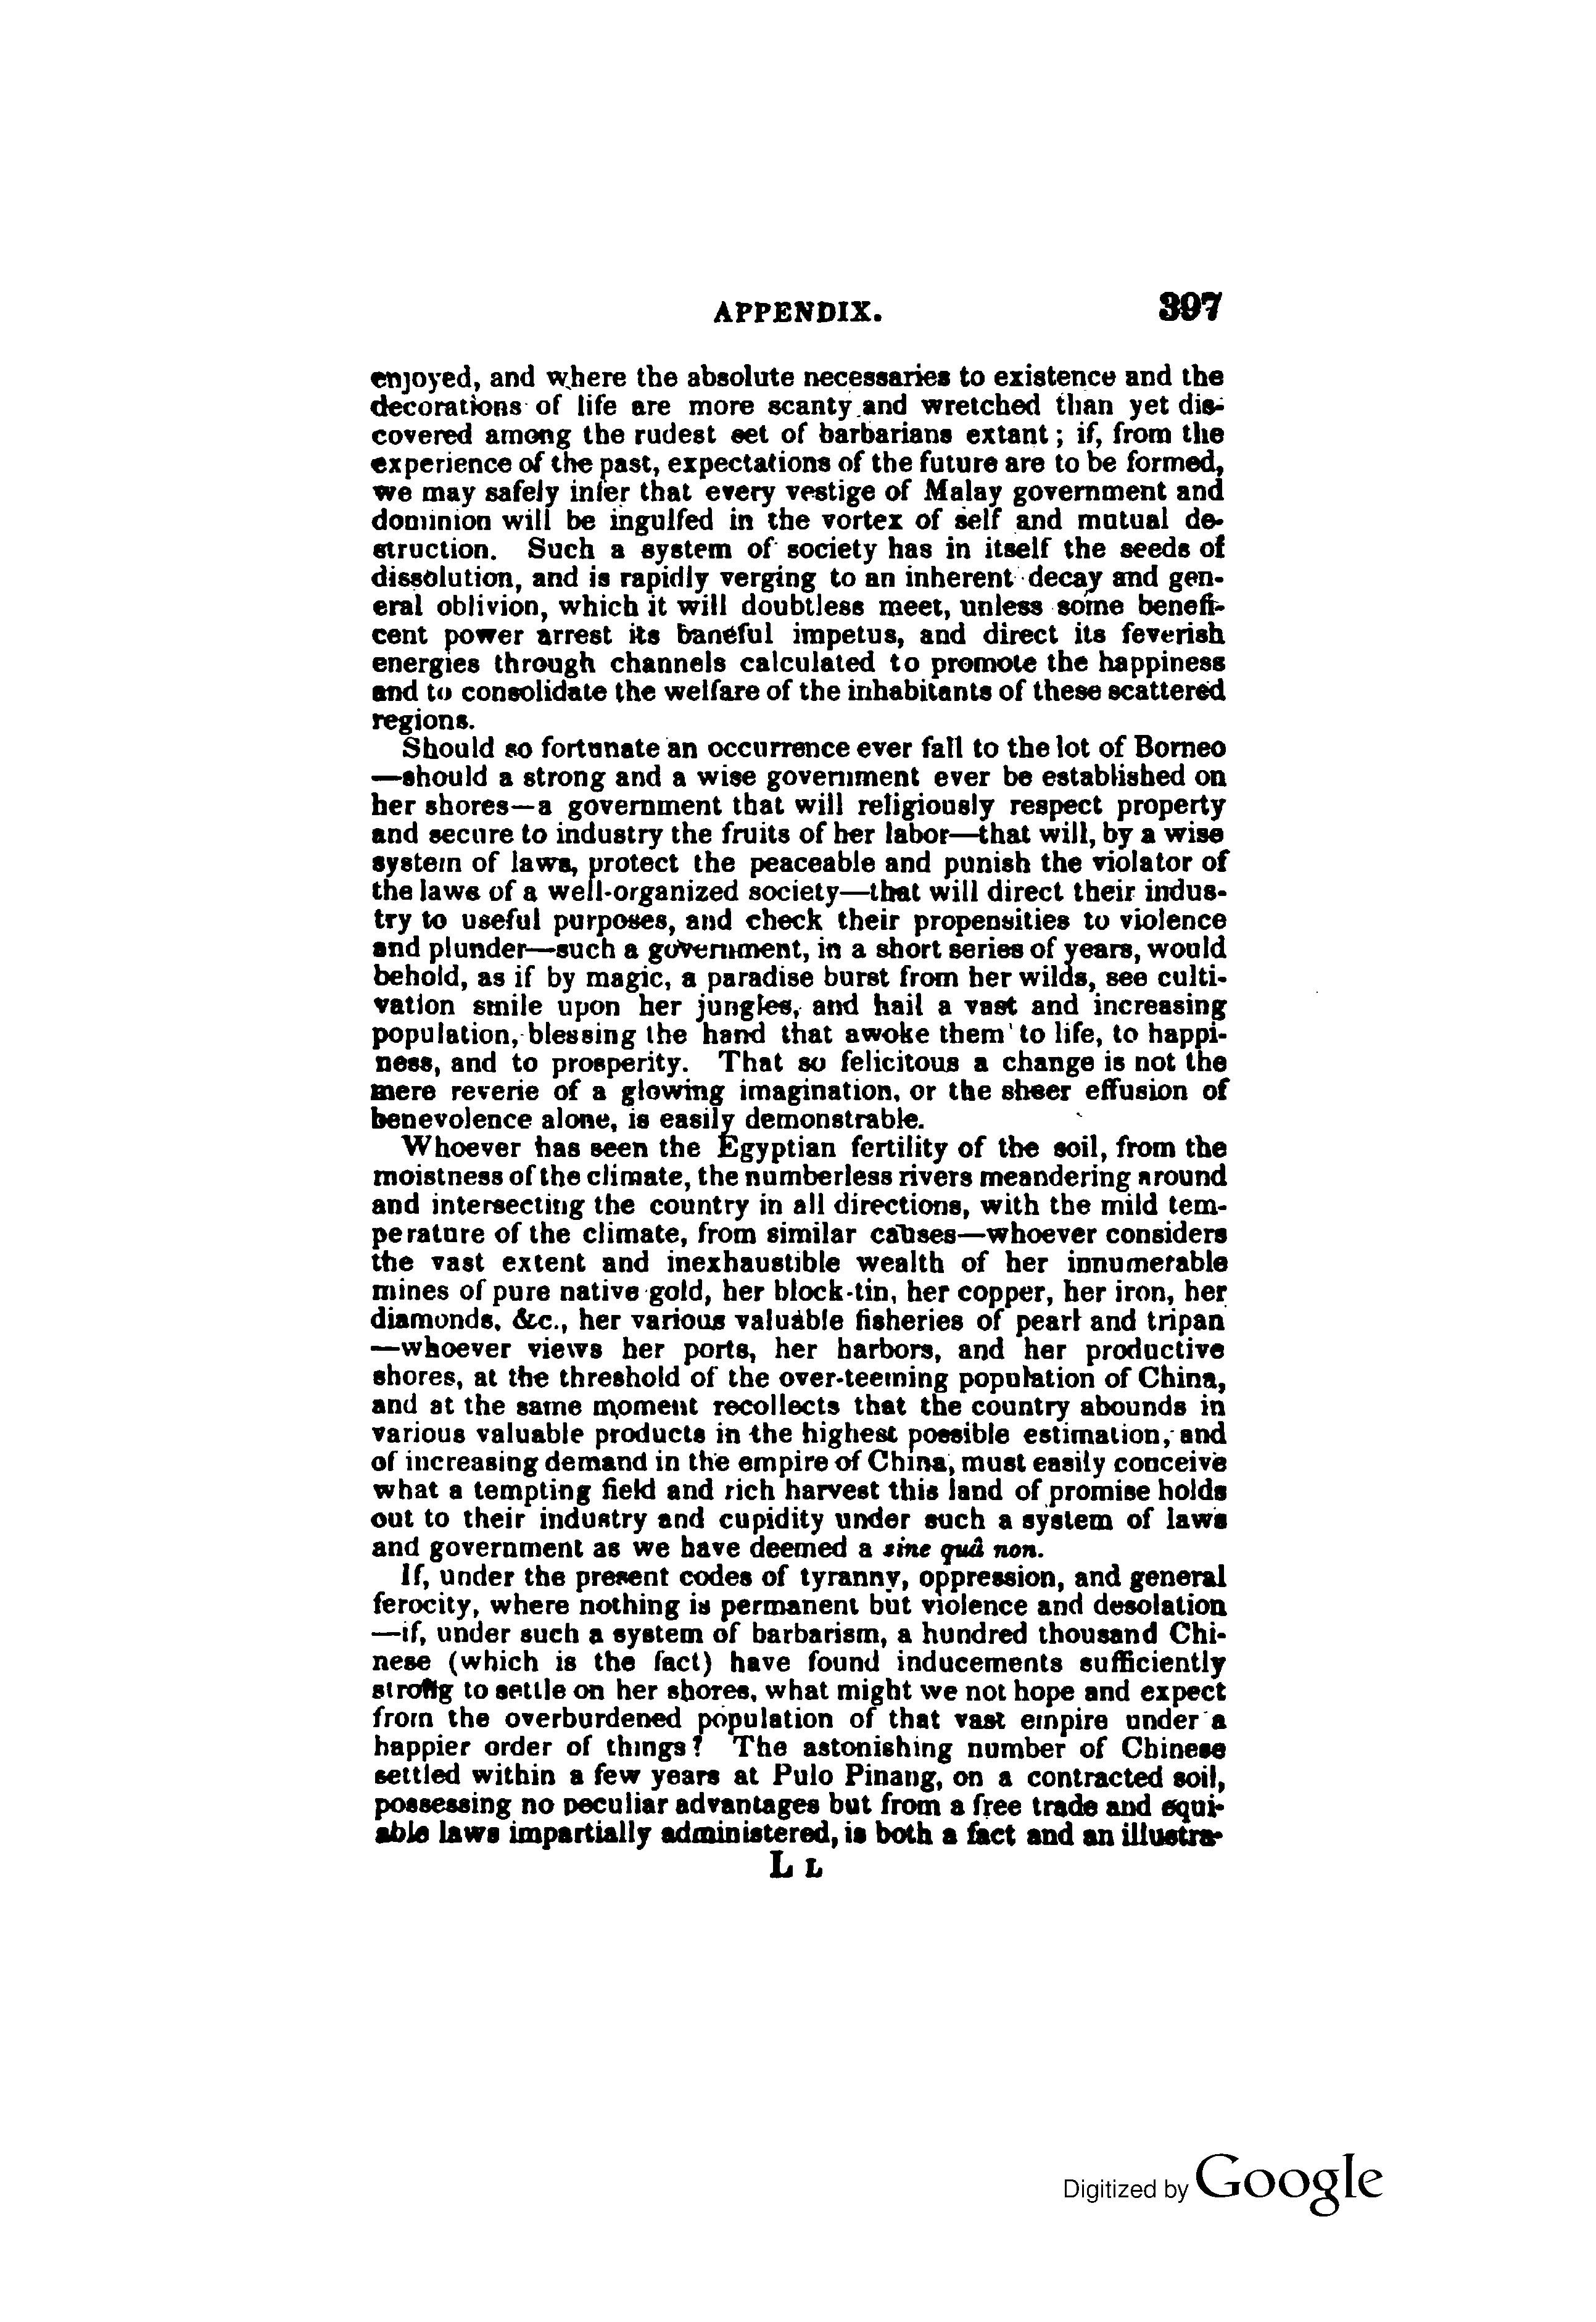 APPENDIX. 397
enjoyed, and where the absolute necessaries to existence and the
decorations of life are more scanty and wretched than yet dis-
covered among the rudest set of barbarians extant; if, from the
experience of the past, expectations of the future are to be formed,
we may safely infer that every vestige of Malay government and
dominion will be ingulfed in the vortex of self and mutual de-
struction. Such a system of society has in itself the seeds of
dissolution, and is rapidly verging to an inherent decay and gen-
eral oblivion, which it will doubtless meet, unless some benefi-
cent power arrest its baneful impetus, and direct its feverish
energies through channels calculated to promote the happiness
and to consolidate the welfare of the inhabitants of these scattered
regions.
Should so fortunate an occurrence ever fall to the lot of Borneo
—should a strong and a wise government ever be established on
her shores—a government that will religiously respect property
and secure to industry the fruits of her labor—that will, by a wise
system of laws, protect the peaceable and punish the violator of
the laws of a well-organized society—that will direct their indus-
try to useful purposes, and check their propensities to violence
and plunder—such a government, in a short series of years, would
behold, as if by magic, a paradise burst from her wilds, see culti-
vation smile upon her jungles, and hail a vast and increasing
population, blessing the hand that awoke them to life, to happi-
ness, and to prosperity. That so felicitous a change is not the
mere reverie of a glowing imagination, or the sheer effusion of
benevolence alone, is easily demonstrable.
Whoever has seen the Egyptian fertility of the soil, from the
moistness of the climate, the numberless rivers meandering around
and intersecting the country in all directions, with the mild tem-
perature of the climate, from similar causes—whoever considers
the vast extent and inexhaustible wealth of her innumerable
mines of pure native gold, her block-tin, her copper, her iron, her
diamonds, &c., her various valuable fisheries of pearl and tripan
—whoever views her ports, her harbors, and her productive
shores, at the threshold of the over-teeming population of China,
and at the same moment recollects that the country abounds in
various valuable products in the highest possible estimation, and
of increasing demand in the empire of China, must easily conceive
what a tempting field and rich harvest this land of promise holds
out to their industry and cupidity under such a system of laws
and government as we have deemed a sine quâ non.
If, under the present codes of tyranny, oppression, and general
ferocity, where nothing is permanent but violence and desolation
—if, under such a system of barbarism, a hundred thousand Chi-
nese (which is the fact) have found inducements sufficiently
strong to settle on her shores, what might we not hope and expect
from the overburdened population of that vast empire under a
happier order of things? The astonishing number of Chinese
settled within a few years at Pulo Pinang, on a contracted soil,
possessing no peculiar advantages but from a free trade and equi-
able laws impartially administered, is both a fact and an illustra-
L L
Digitized by Google